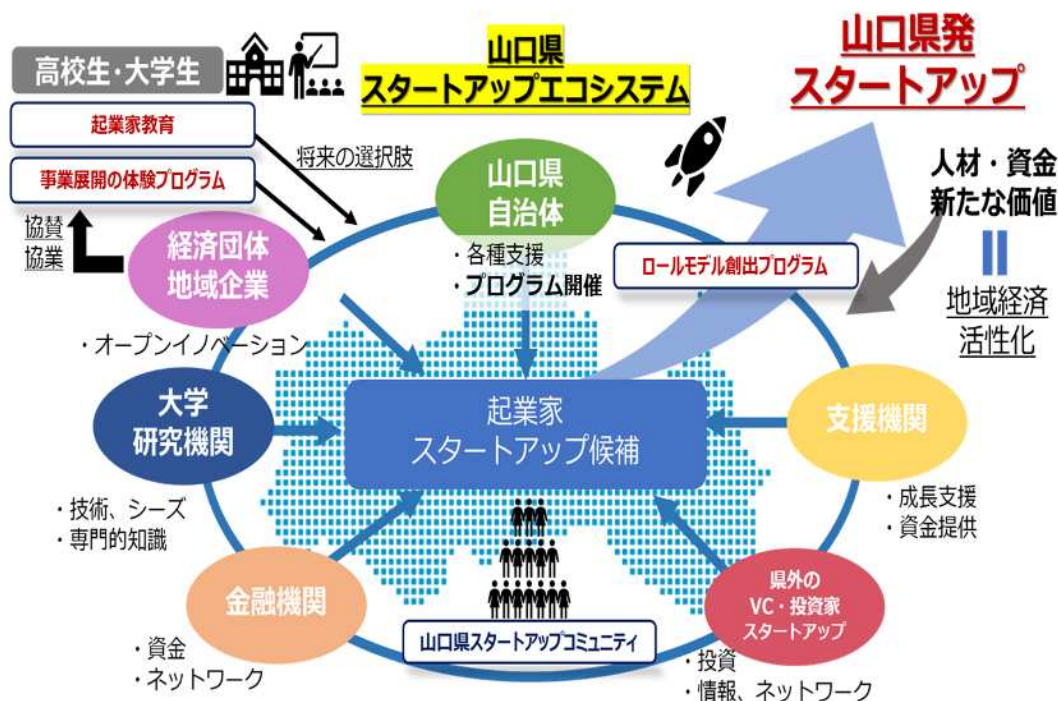 高校生・大学生
起業家教育
事業展開の体験プログラム
将来の選択肢
協賛
協業
山口県
スタートアップエコシステム
山口県発
スタートアップ
人材・資金
新たな価値
地域経済
活性化
山口県
自治体
・各種支援
・プログラム開催
ロールモデル創出プログラム
経済団体
地域企業
・オープンイノベーション
大学
研究機関
・技術、シーズ
・専門的知識
起業家
スタートアップ候補
支援機関
・成長支援
・資金提供
金融機関
・資金
・ネットワーク
山口県スタートアップコミュニティ
県外の
VC・投資家
スタートアップ
・投資
・情報、ネットワーク